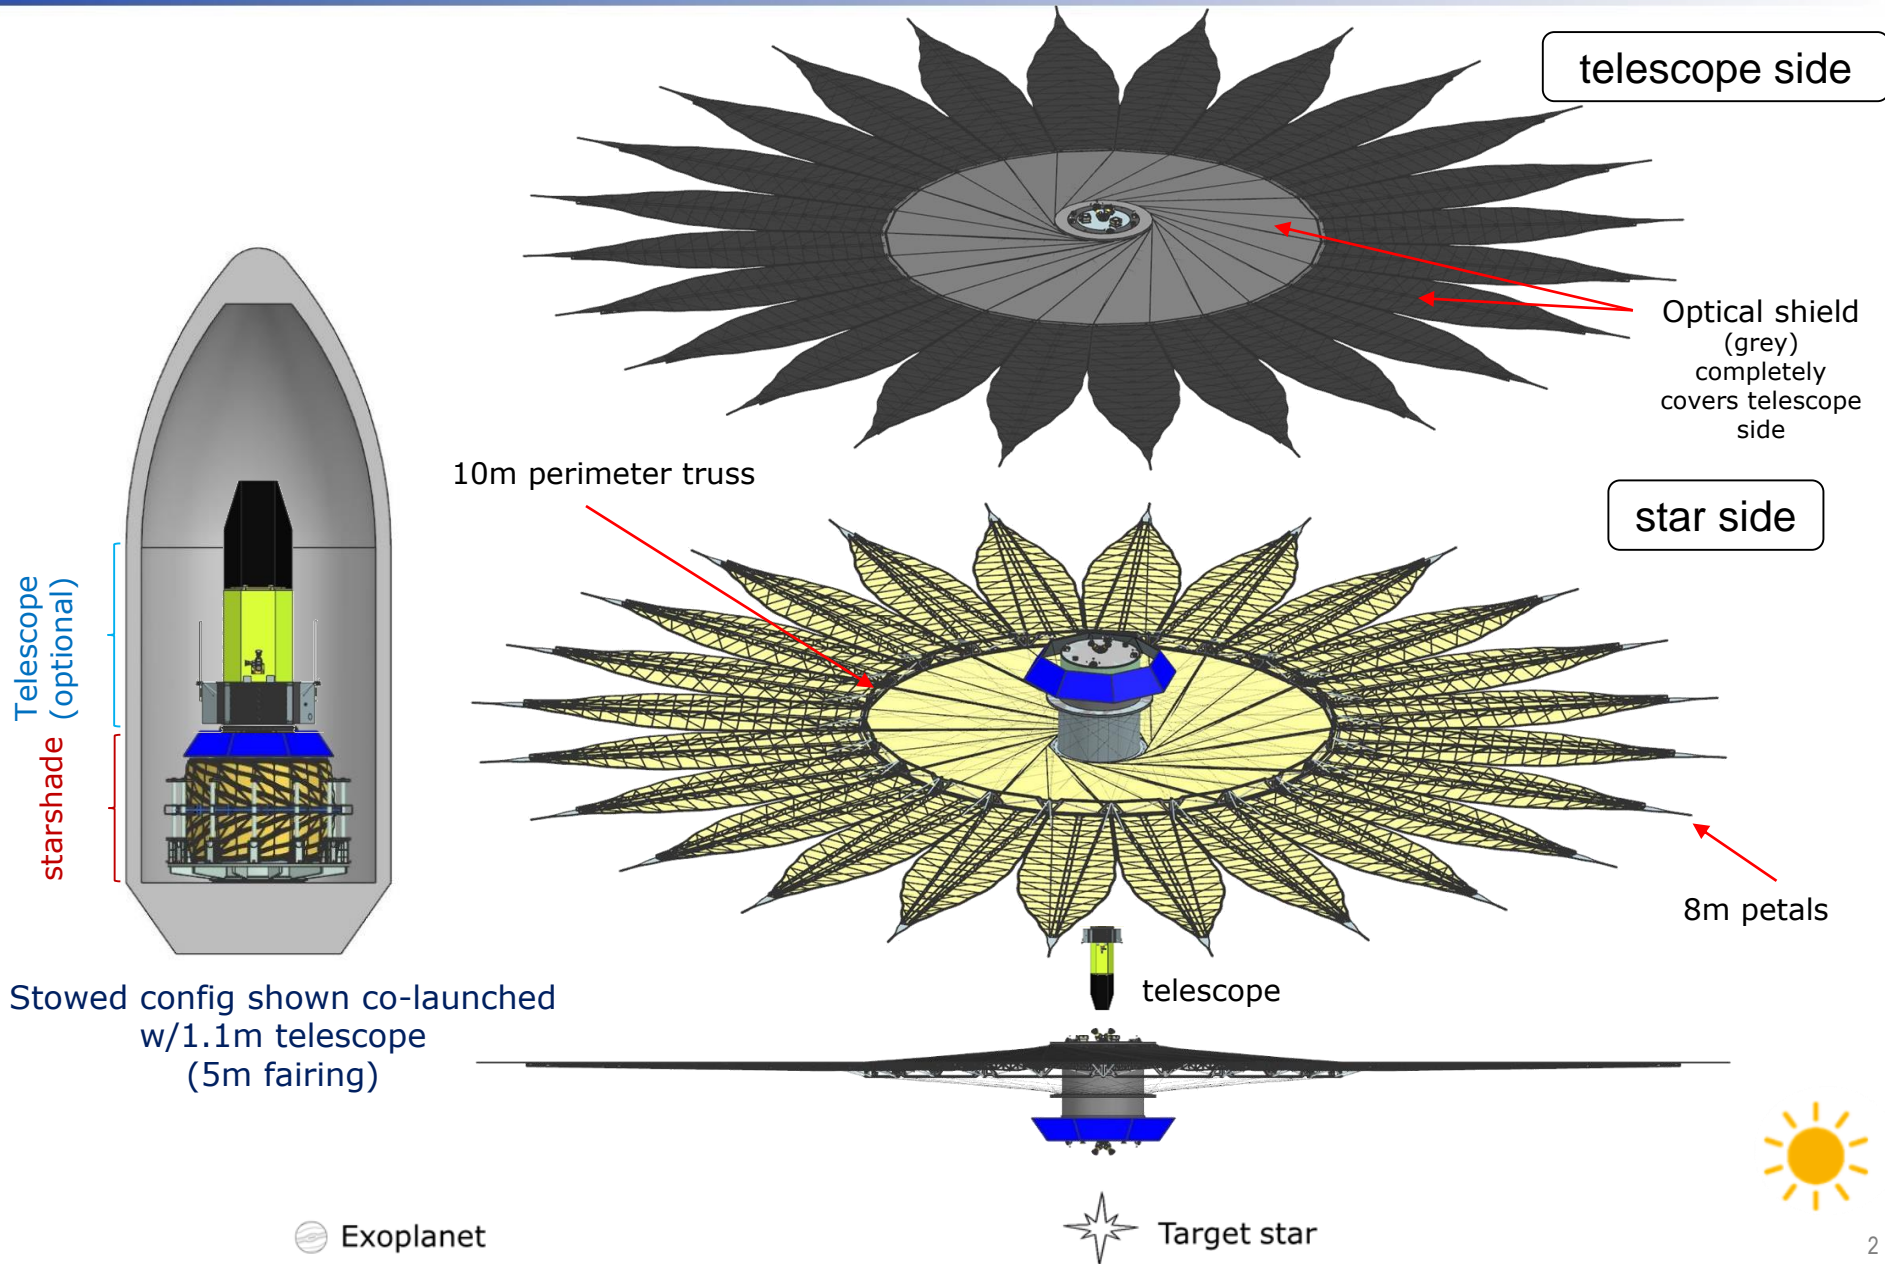 telescope side
Optical shield
(grey)
completely
covers telescope
side
10m perimeter truss
star side
Telescope
(optional)
starshade
8m petals
Stowed config shown co-launched
w/1.1m telescope
(5m fairing)
telescope
Exoplanet
Target star
2